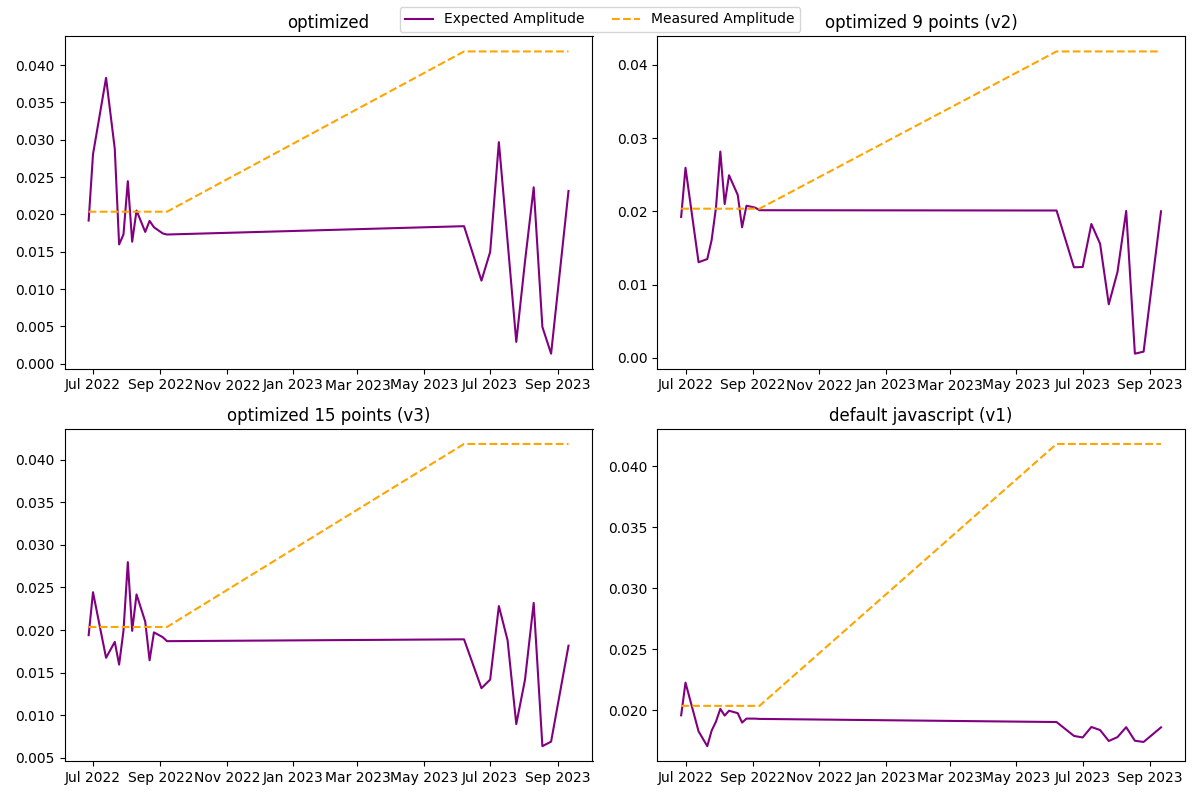 Expected Amplitude
Measured Amplitude
optimized
0.040
0.035
0.030
0.025
0.020
0.015
0.010
0.005
0.000
Jul 2022 Sep 2022 Nov 2022 Jan 2023 Mar 2023 May 2023 Jul 2023 Sep 2023
optimized 9 points (v2)
0.04
0.03
0.02
0.01
0.00
Jul 2022 Sep 2022 Nov 2022 Jan 2023 Mar 2023 May 2023 Jul 2023 Sep 2023
optimized 15 points (v3)
0.040
0.035
0.030
0.025
0.020
0.015
0.010
0.005
Jul 2022 Sep 2022 Nov 2022 Jan 2023 Mar 2023 May 2023 Jul 2023 Sep 2023
default javascript (v1)
0.040
0.035
0.030
0.025
0.020
Jul 2022 Sep 2022 Nov 2022 Jan 2023 Mar 2023 May 2023 Jul 2023 Sep 2023